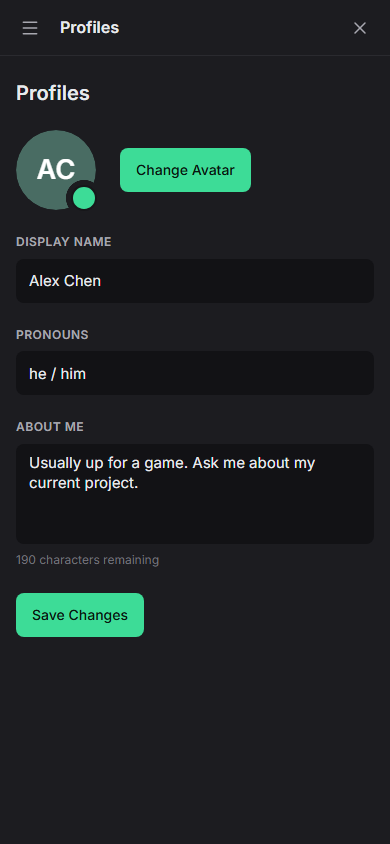 Profiles
Profiles
AC
Change Avatar
DISPLAY NAME
Alex Chen
PRONOUNS
he / him
ABOUT ME
Usually up for a game. Ask me about my
current project.
190 characters remaining
Save Changes